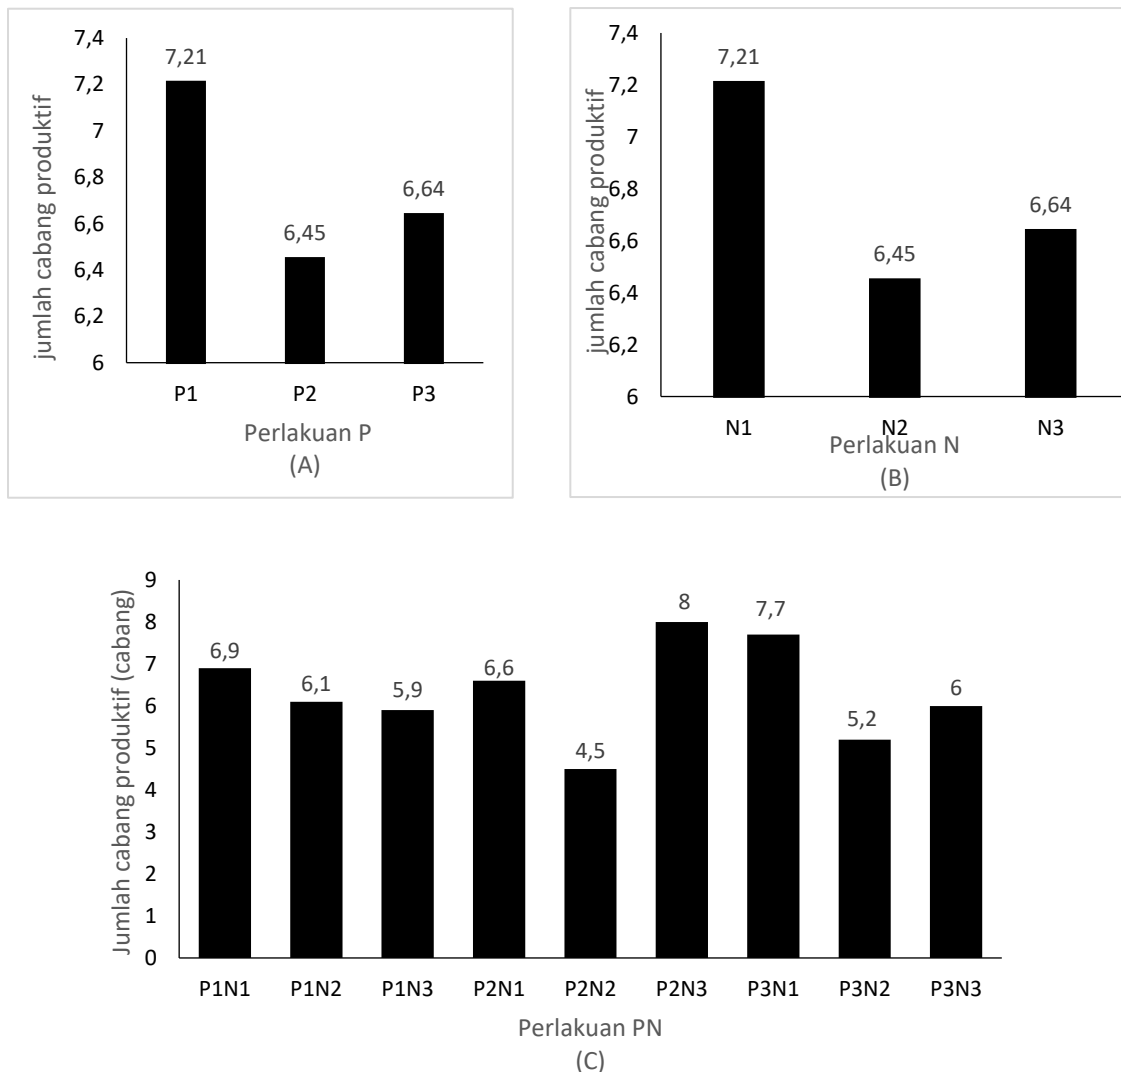 jumlah cabang produktif
7,4
7,2
7
6,8
6,6
6,4
6,2
6
7,21
6,45
6,64
P1 P2 P3
Perlakuan P
(A)
jumlah cabang produktif
7,4
7,2
7
6,8
6,6
6,4
6,2
6
7,21
6,45
6,64
N1 N2 N3
Perlakuan N
(B)
Jumlah cabang produktif (cabang)
9
8
7
6
5
4
3
2
1
0
6,9 6,1 5,9 6,6 4,5 8 7,7 5,2 6
P1N1 P1N2 P1N3 P2N1 P2N2 P2N3 P3N1 P3N2 P3N3
Perlakuan PN
(C)